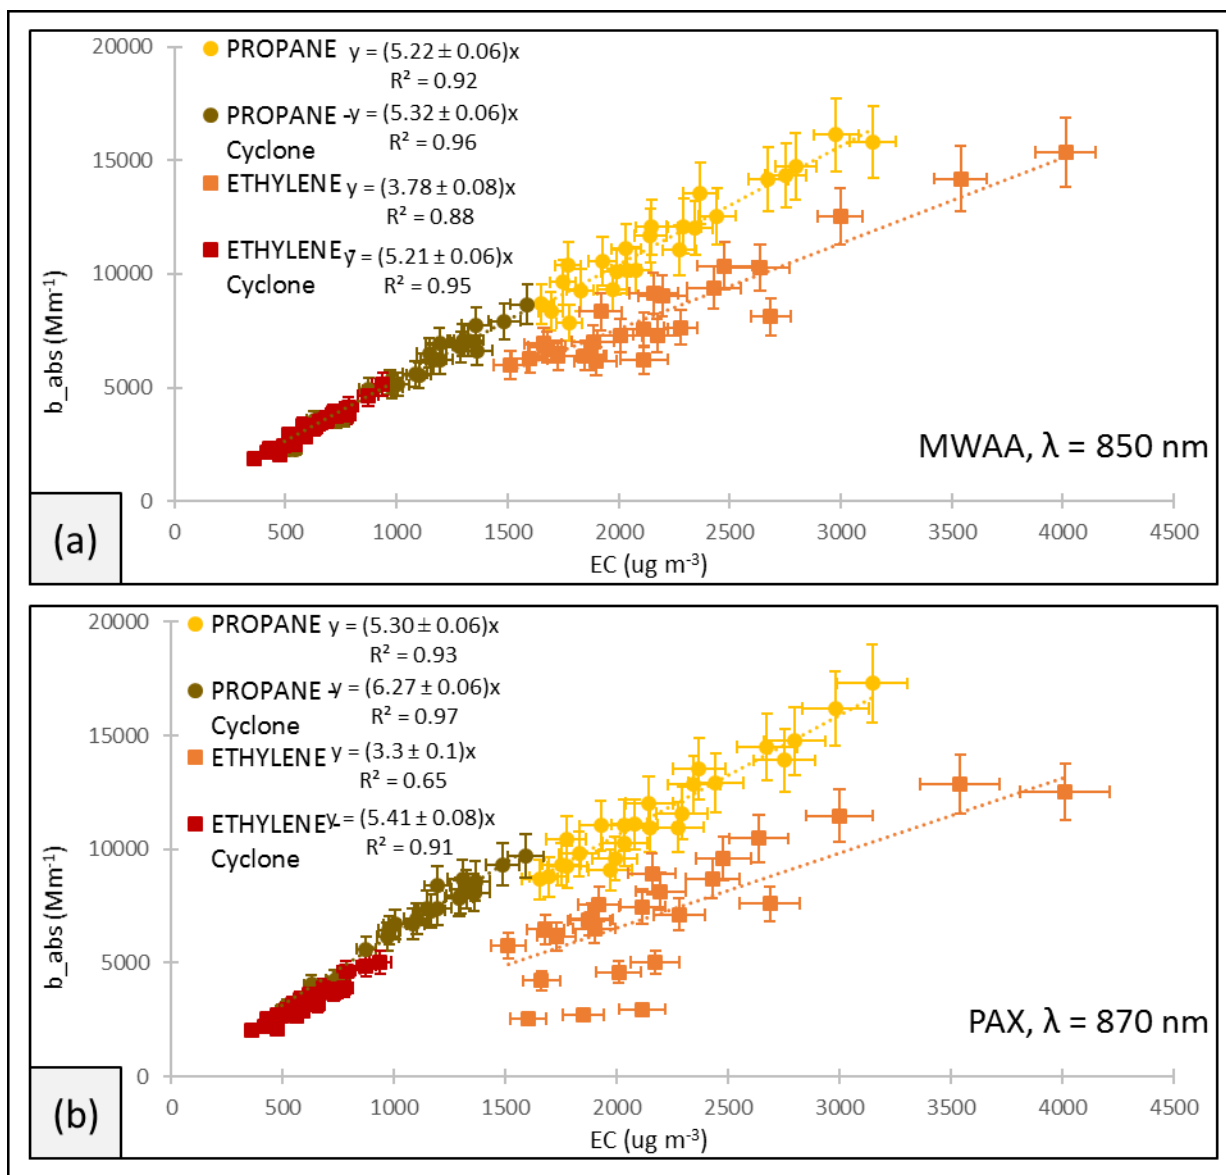 20000
15000
10000
5000
0
b_abs (Mm⁻¹)
PROPANE y = (5.22 ± 0.06)x
R² = 0.92
PROPANE - y = (5.32 ± 0.06)x
Cyclone R² = 0.96
ETHYLENE y = (3.78 ± 0.08)x
R² = 0.88
ETHYLENE - y = (5.21 ± 0.06)x
Cyclone R² = 0.95
MWAA, λ = 850 nm
(a)
0 500 1000 1500 2000 2500 3000 3500 4000 4500
EC (ug m⁻³)
20000
15000
10000
5000
0
b_abs (Mm⁻¹)
PROPANE y = (5.30 ± 0.06)x
R² = 0.93
PROPANE - y = (6.27 ± 0.06)x
Cyclone R² = 0.97
ETHYLENE y = (3.3 ± 0.1)x
R² = 0.65
ETHYLENE - y = (5.41 ± 0.08)x
Cyclone R² = 0.91
PAX, λ = 870 nm
(b)
0 500 1000 1500 2000 2500 3000 3500 4000 4500
EC (ug m⁻³)